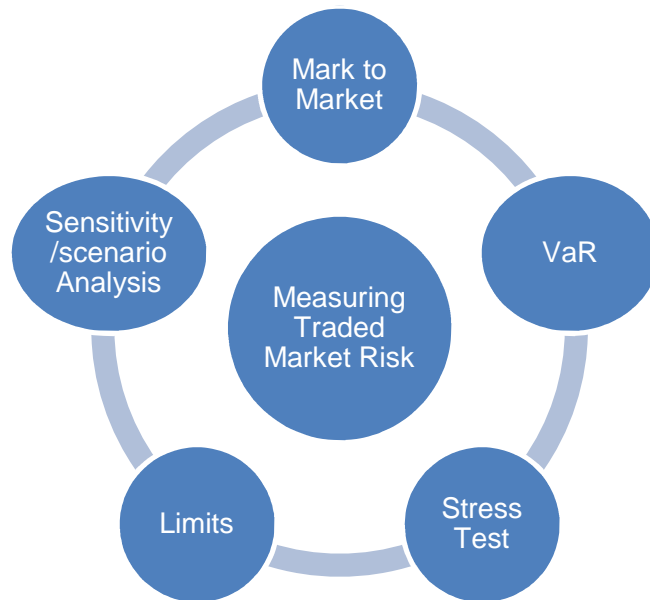 Mark to
Market
Sensitivity
/scenario
Analysis
VaR
Measuring
Traded
Market Risk
Limits
Stress
Test